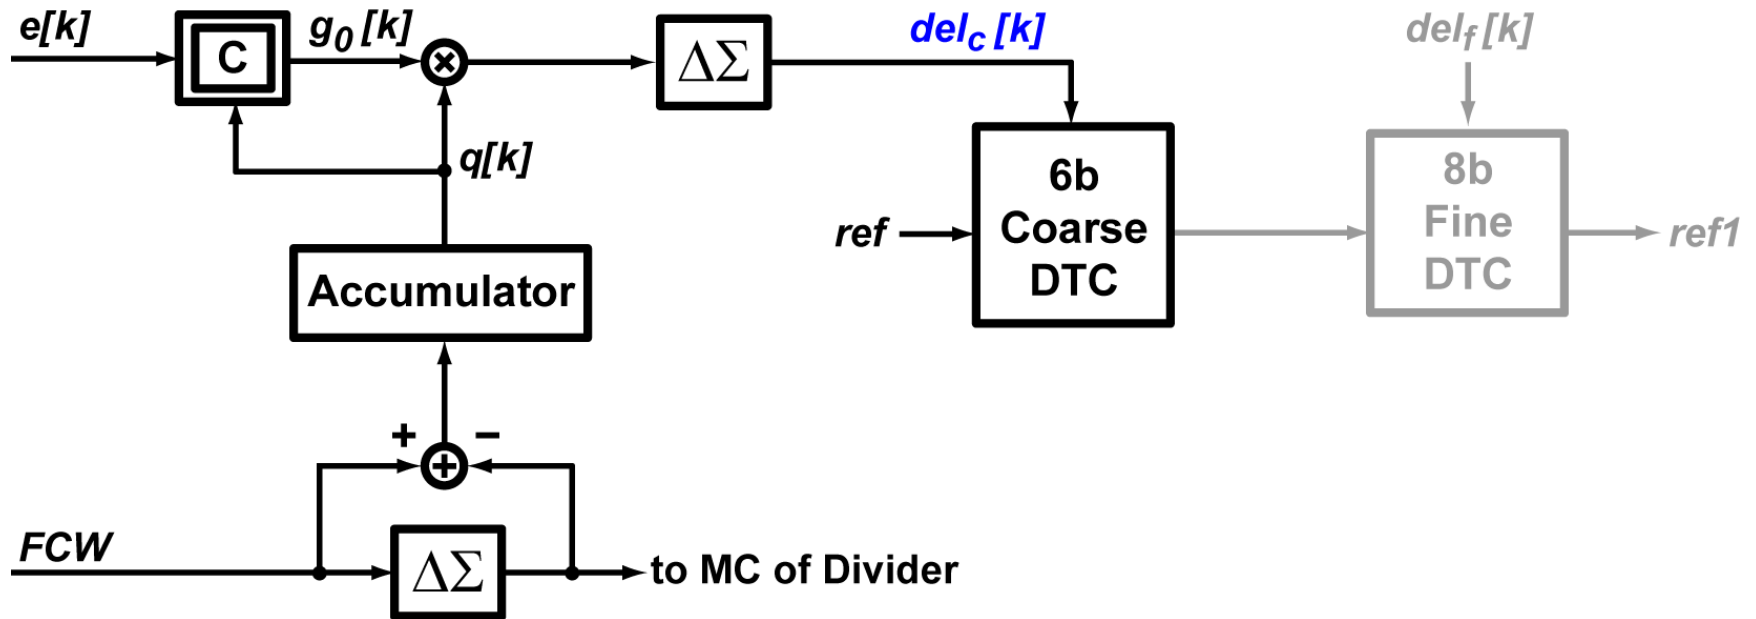 e[k]
C
g0[k]
ΔΣ
delc[k]
delf[k]
q[k]
6b
Coarse
DTC
8b
Fine
DTC
ref
ref1
Accumulator
+ −
FCW
ΔΣ
to MC of Divider